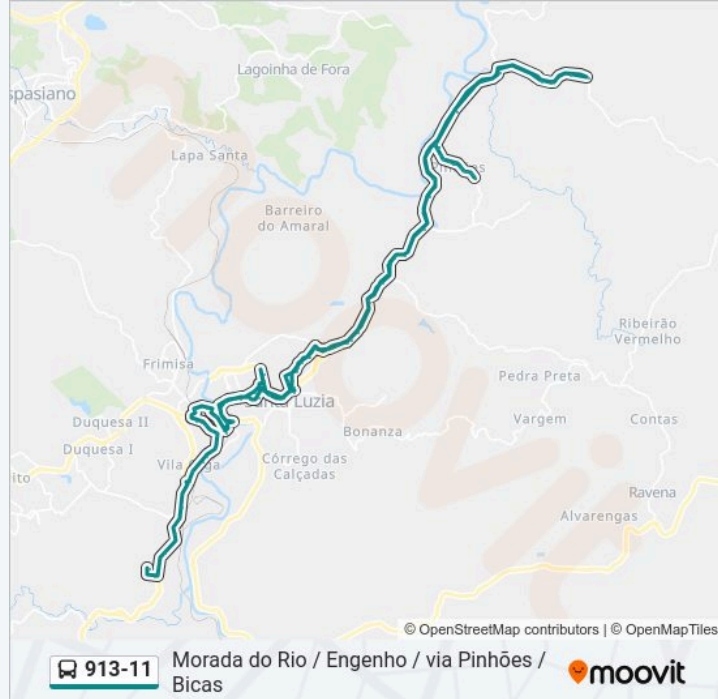 Lagoinha de Fora
spasiano
Lapa Santa
Barreiro
do Amaral
Ribeirão
Vermelho
Frimisa
Pedra Preta
Santa Luzia
Duquesa II
Vargem
Contas
Bonanza
Duquesa I
Córrego das
Calçadas
ito
Ravena
Alvarengas
© OpenStreetMap contributors | © OpenMapTiles
913-11
Morada do Rio / Engenho / via Pinhões /
Bicas
moovit